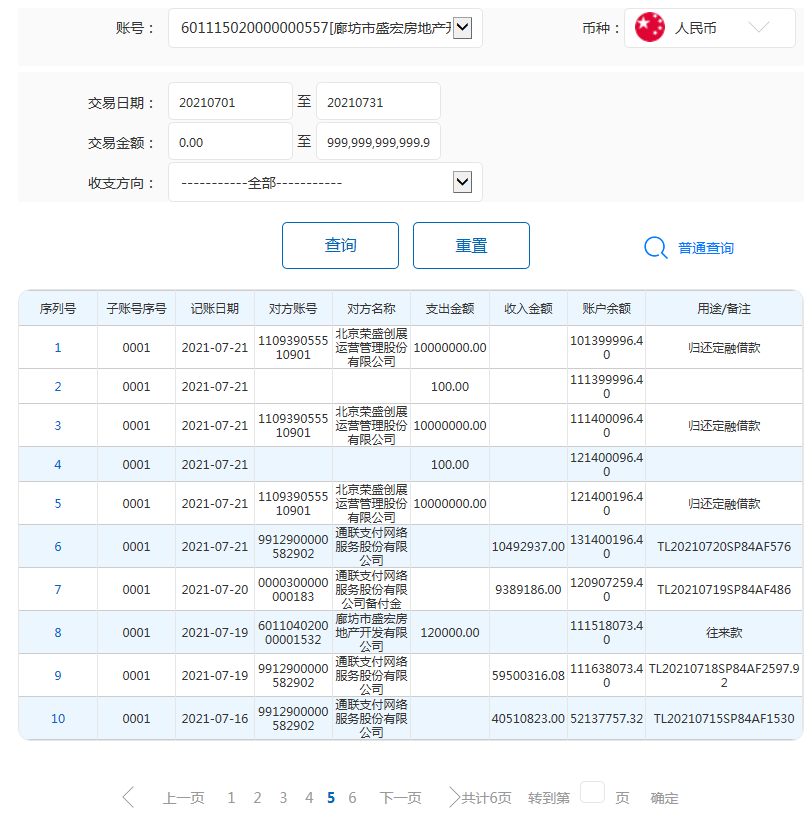 账号： 601115020000000557[廊坊市盛宏房地产 币种： 人民币
交易日期： 20210701 至 20210731
交易金额： 0.00 至 999,999,999,999.9
收支方向： -----------全部-----------
查询 重置 普通查询
序列号 子账号序号 记账日期 对方账号 对方名称 支出金额 收入金额 账户余额 用途/备注
1 0001 2021-07-21 110939055510901 北京荣盛创展运营管理股份有限公司 10000000.00 101399996.40 归还定融借款
2 0001 2021-07-21 100.00 111399996.40
3 0001 2021-07-21 110939055510901 北京荣盛创展运营管理股份有限公司 10000000.00 111400096.40 归还定融借款
4 0001 2021-07-21 100.00 121400096.40
5 0001 2021-07-21 110939055510901 北京荣盛创展运营管理股份有限公司 10000000.00 121400196.40 归还定融借款
6 0001 2021-07-21 9912900000582902 通联支付网络服务股份有限公司 10492937.00 131400196.40 TL20210720SP84AF576
7 0001 2021-07-20 0000300000000183 通联支付网络服务股份有限公司备付金 9389186.00 120907259.40 TL20210719SP84AF486
8 0001 2021-07-19 601104020000001532 廊坊市盛宏房地产开发有限公司 120000.00 111518073.40 往来款
9 0001 2021-07-19 9912900000582902 通联支付网络服务股份有限公司 59500316.08 111638073.40 TL20210718SP84AF2597.92
10 0001 2021-07-16 9912900000582902 通联支付网络服务股份有限公司 40510823.00 52137757.32 TL20210715SP84AF1530
上一页 1 2 3 4 5 6 下一页 共计6页 转到第 页 确定